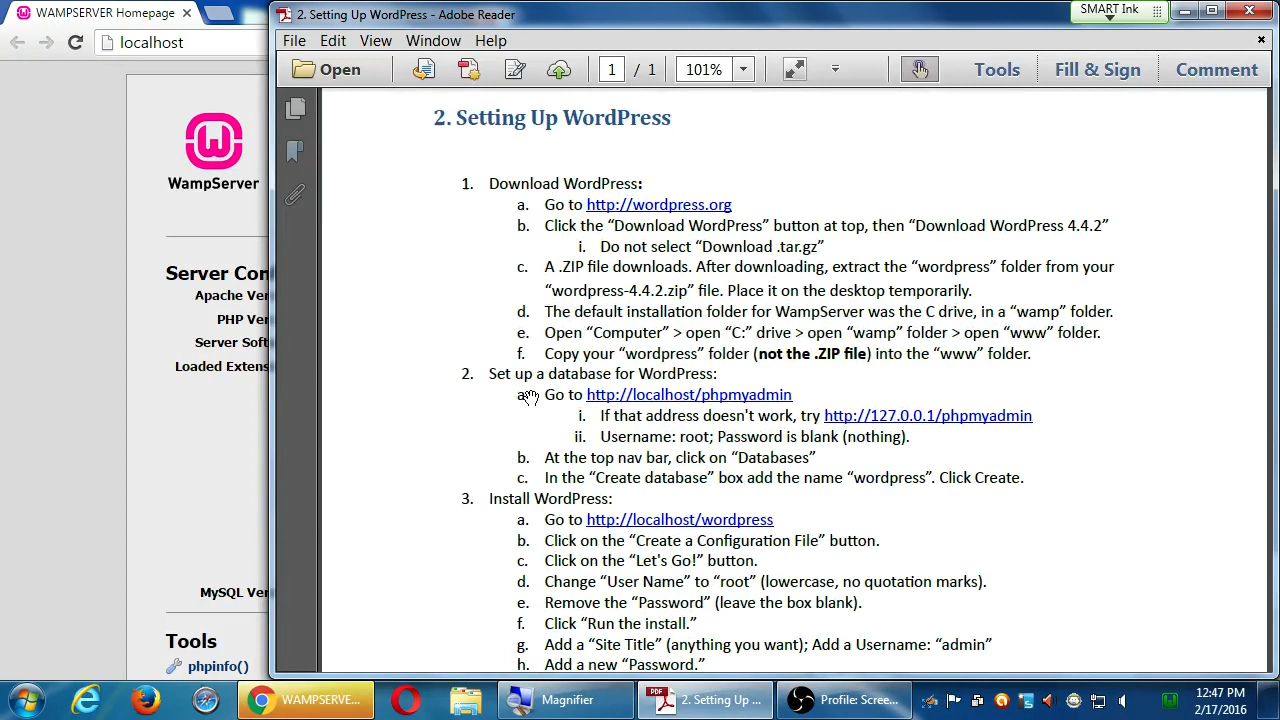 WAMPSERVER Homepage
localhost
WampServer
Server Con
Apache Ver
PHP Ver
Server Soft
Loaded Extens
MySQL Ver
Tools
phpinfo()
2. Setting Up WordPress - Adobe Reader
SMART Ink
File Edit View Window Help
Open 1 / 1 101% Tools Fill & Sign Comment
2. Setting Up WordPress
1. Download WordPress:
a. Go to http://wordpress.org
b. Click the “Download WordPress” button at top, then “Download WordPress 4.4.2”
i. Do not select “Download .tar.gz”
c. A .ZIP file downloads. After downloading, extract the “wordpress” folder from your
“wordpress-4.4.2.zip” file. Place it on the desktop temporarily.
d. The default installation folder for WampServer was the C drive, in a “wamp” folder.
e. Open “Computer” > open “C:” drive > open “wamp” folder > open “www” folder.
f. Copy your “wordpress” folder (not the .ZIP file) into the “www” folder.
2. Set up a database for WordPress:
a. Go to http://localhost/phpmyadmin
i. If that address doesn't work, try http://127.0.0.1/phpmyadmin
ii. Username: root; Password is blank (nothing).
b. At the top nav bar, click on “Databases”
c. In the “Create database” box add the name “wordpress”. Click Create.
3. Install WordPress:
a. Go to http://localhost/wordpress
b. Click on the “Create a Configuration File” button.
c. Click on the “Let's Go!” button.
d. Change “User Name” to “root” (lowercase, no quotation marks).
e. Remove the “Password” (leave the box blank).
f. Click “Run the install.”
g. Add a “Site Title” (anything you want); Add a Username: “admin”
h. Add a new “Password.”
WAMPSERVE... Magnifier PDF 2. Setting Up ... Profile: Scree... 12:47 PM
2/17/2016